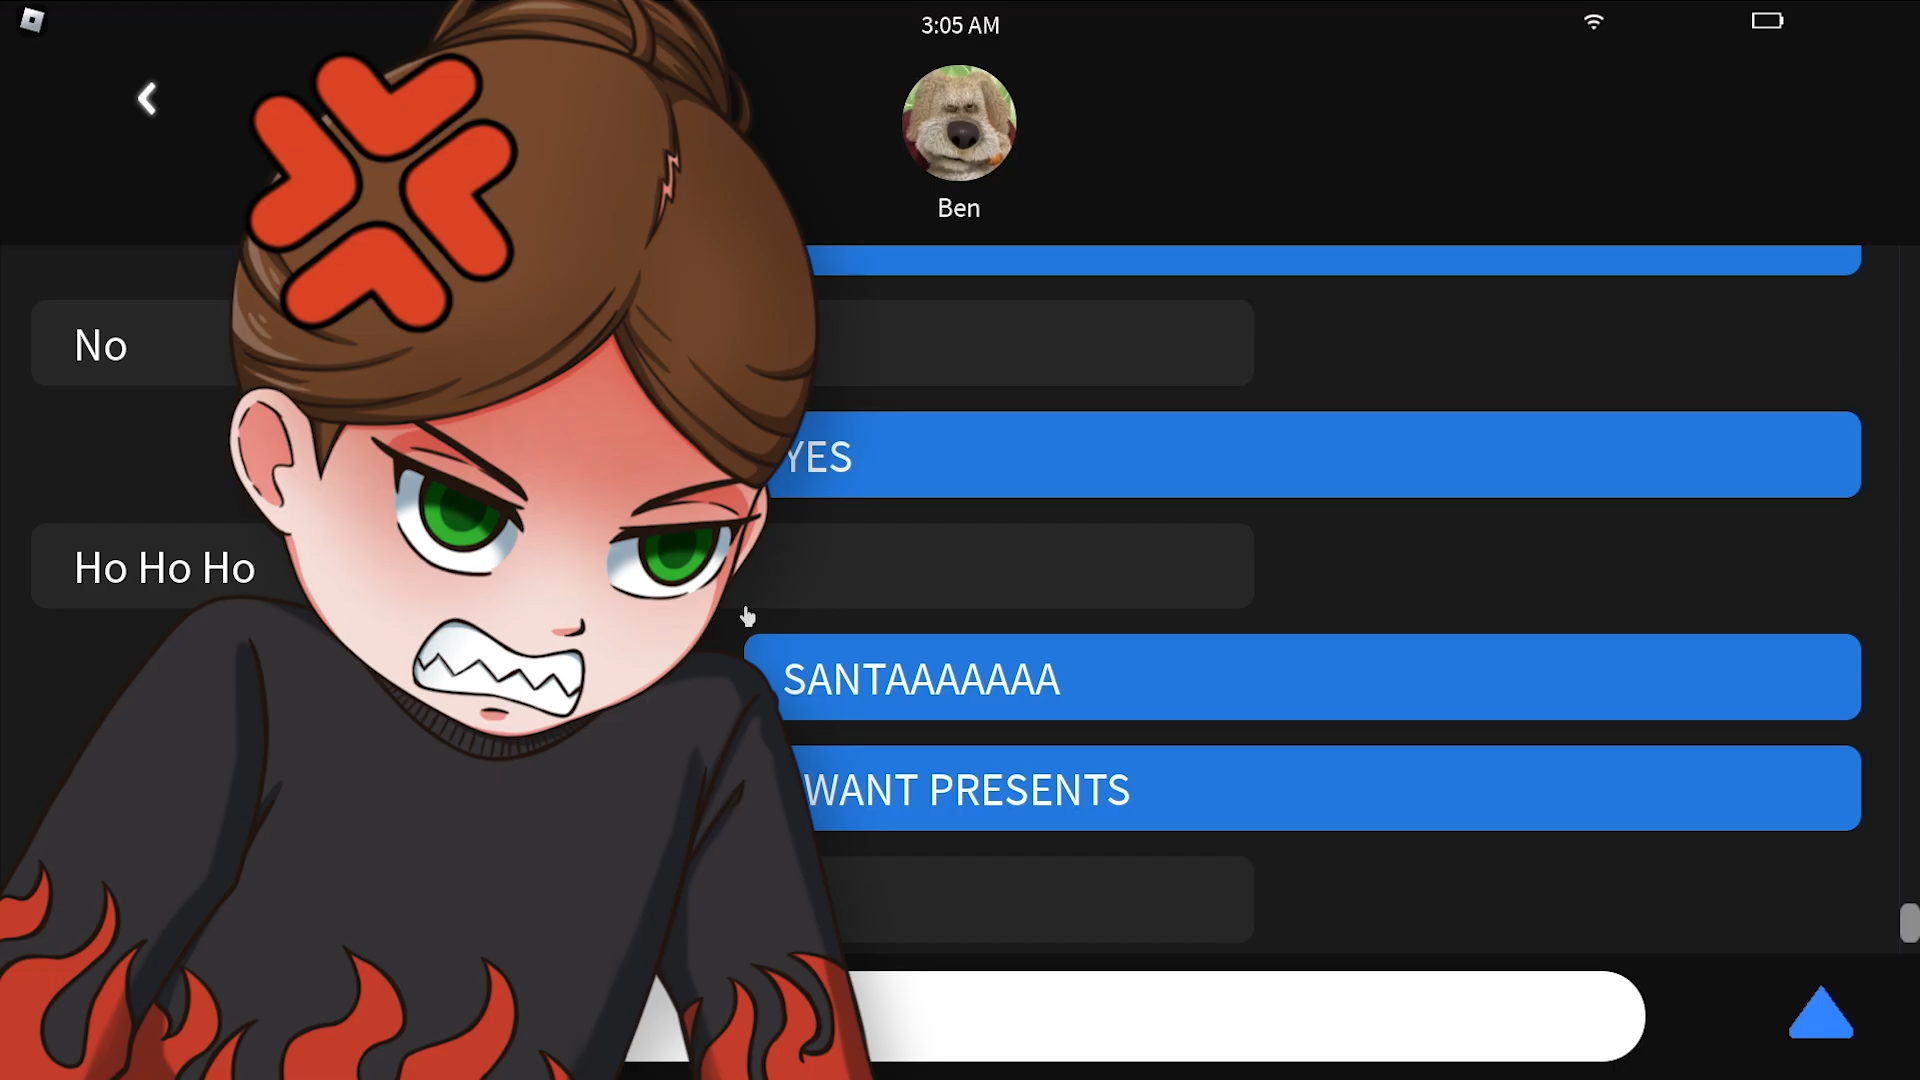 3:05 AM
Ben
No
YES
Ho Ho Ho
SANTAAAAAAA
WANT PRESENTS